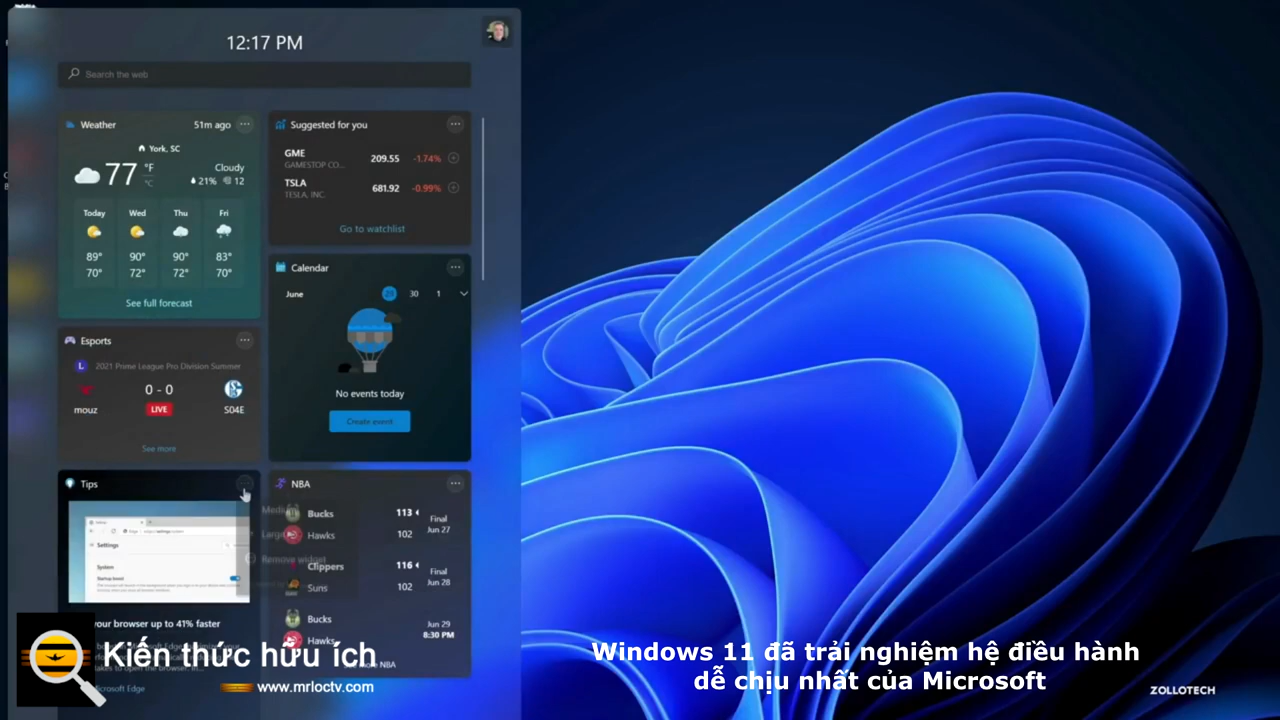 12:17 PM
Search the web
Weather
51m ago
York, SC
77 °F
°C
Cloudy
21% 12
Today Wed Thu Fri
89° 90° 90° 83°
70° 72° 72° 70°
See full forecast
Suggested for you
GME 209.55 -1.74%
GAMESTOP CO...
TSLA 681.92 -0.99%
TESLA, INC.
Go to watchlist
Calendar
June 30 1
No events today
Create event
Esports
2021 Prime League Pro Division Summer
0 - 0
LIVE
mouz S04E
See more
Tips
Settings
System
Startup boost
your browser up to 41% faster
Microsoft Edge
Remove widget
NBA
Bucks 113
Hawks 102
Final
Jun 27
Clippers 116
Suns 102
Final
Jun 28
Bucks
Hawks
Jun 29
8:30 PM
NBA
Kiến thức hữu ích
www.mrloctv.com
Windows 11 đã trải nghiệm hệ điều hành
dễ chịu nhất của Microsoft
ZOLLOTECH